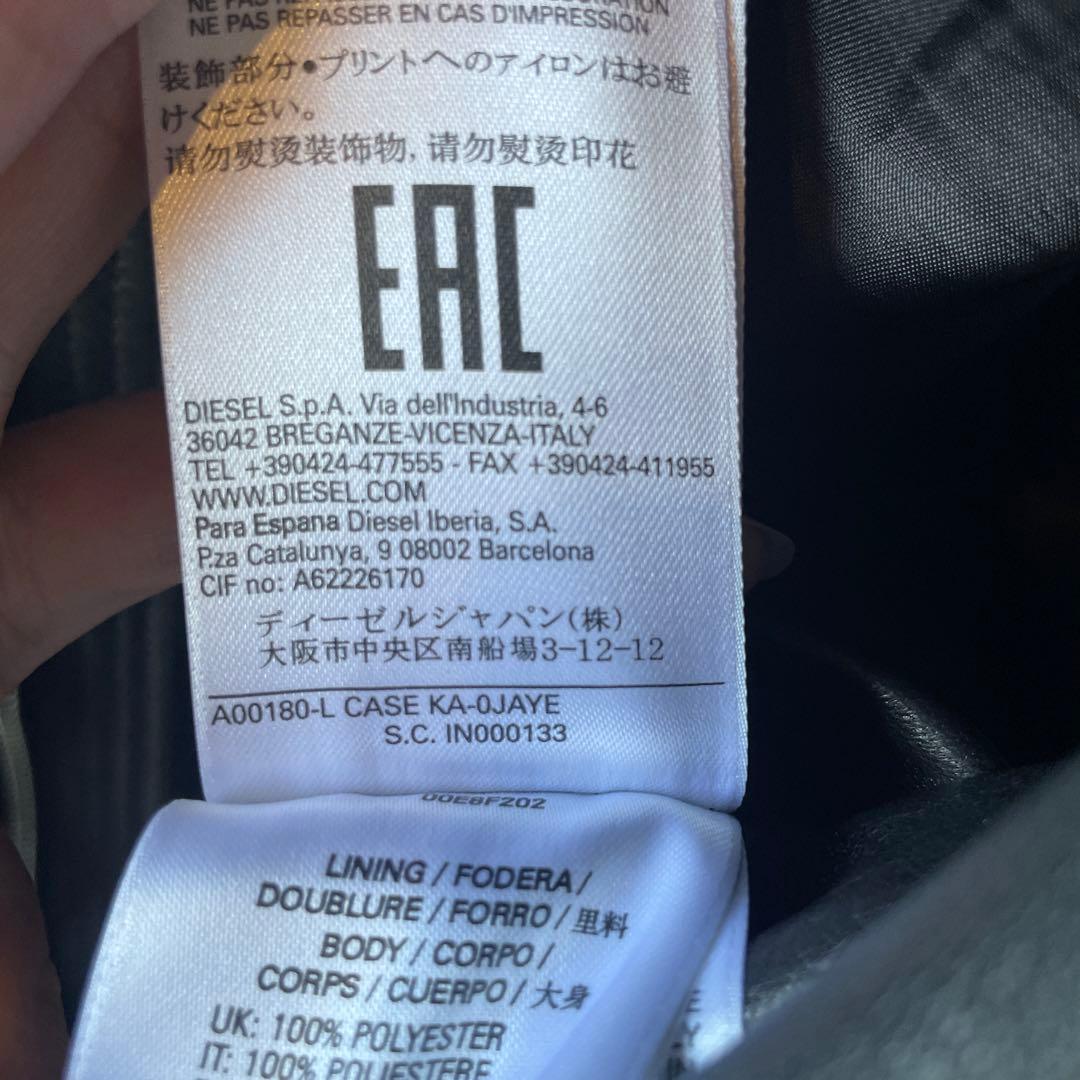 NE PAS REPASSER EN CAS D'IMPRESSION
装飾部分•プリントへのアイロンはお避
けください。
请勿熨烫装饰物, 请勿熨烫印花
EAC
DIESEL S.p.A. Via dell'Industria, 4-6
36042 BREGANZE-VICENZA-ITALY
TEL +390424-477555 - FAX +390424-411955
WWW.DIESEL.COM
Para Espana Diesel Iberia, S.A.
P.za Catalunya, 9 08002 Barcelona
CIF no: A62226170
ディーゼルジャパン(株)
大阪市中央区南船場3-12-12
A00180-L CASE KA-0JAYE
S.C. IN000133
00E8F202
LINING / FODERA /
DOUBLURE / FORRO / 里料
BODY / CORPO /
CORPS / CUERPO / 大身
UK: 100% POLYESTER
IT: 100% POLIESTERE